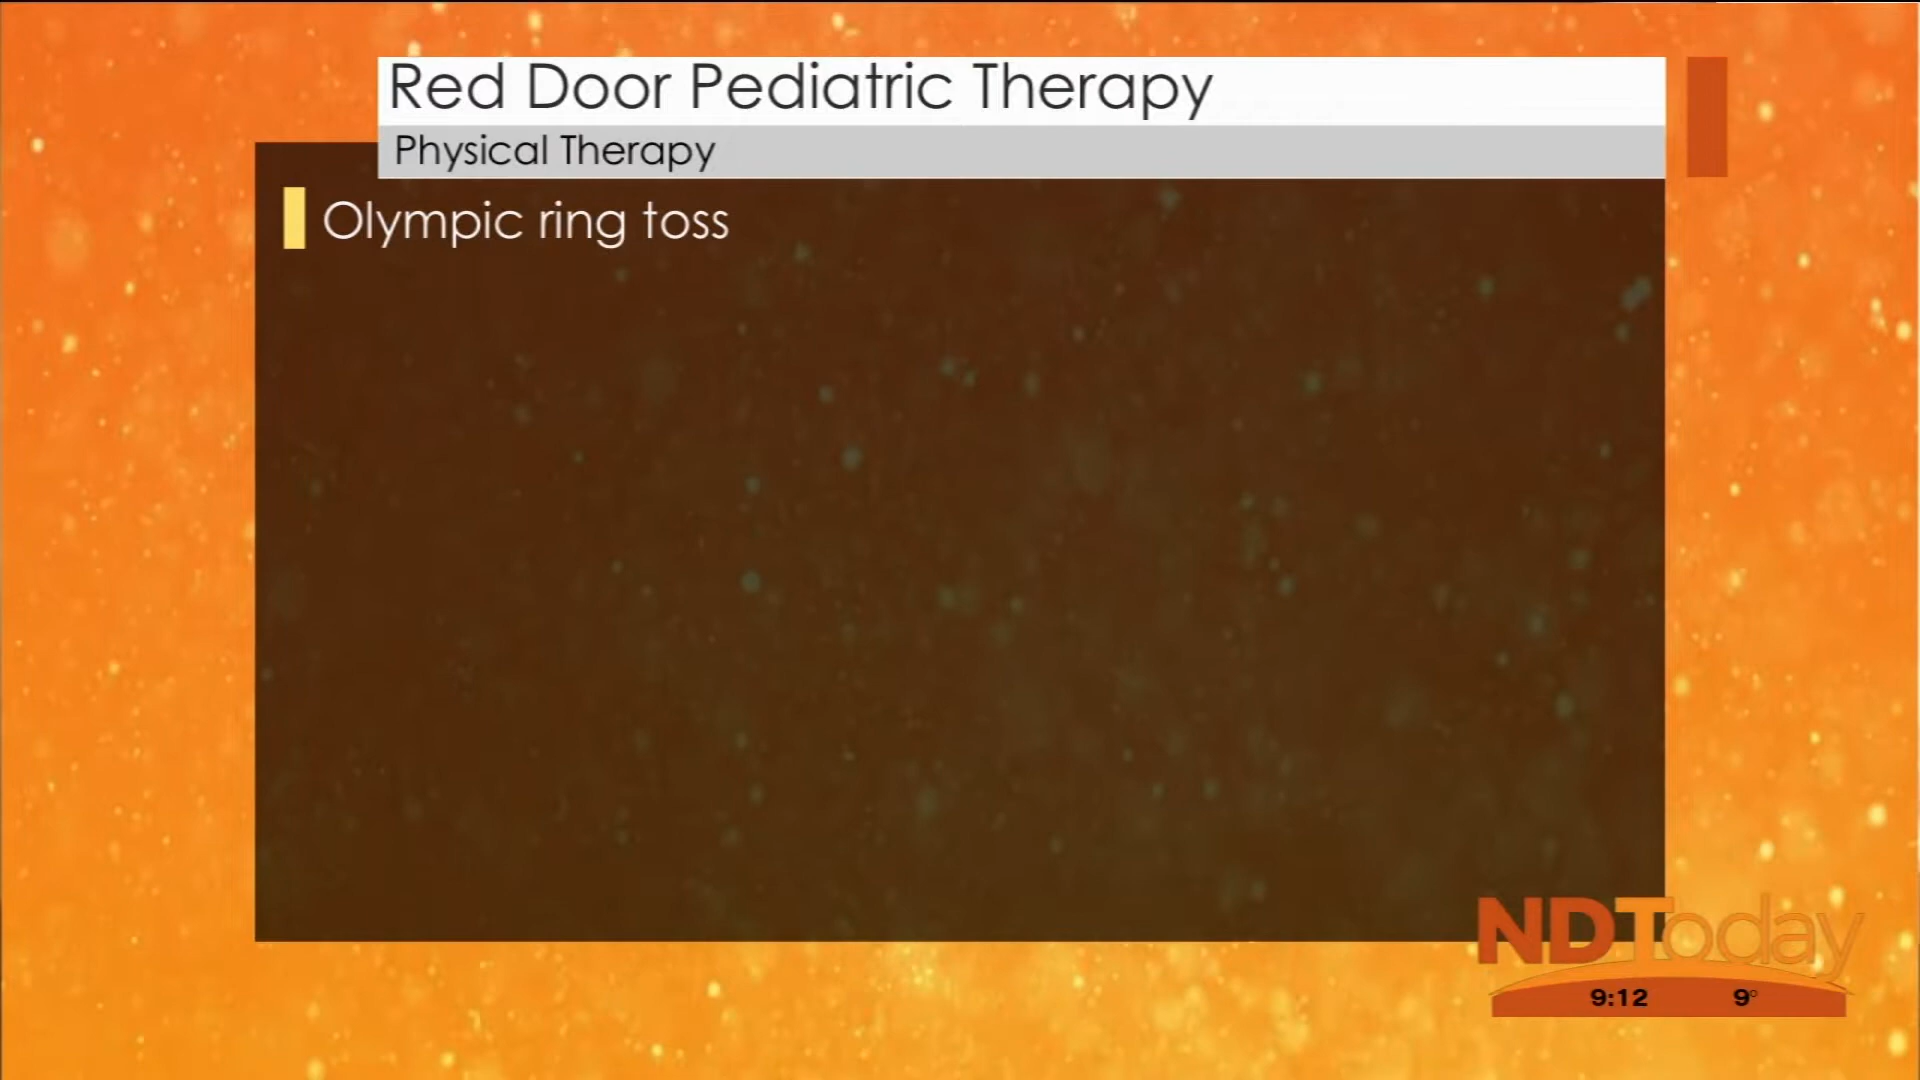 Red Door Pediatric Therapy
Physical Therapy
Olympic ring toss
NDToday
9:12 9°